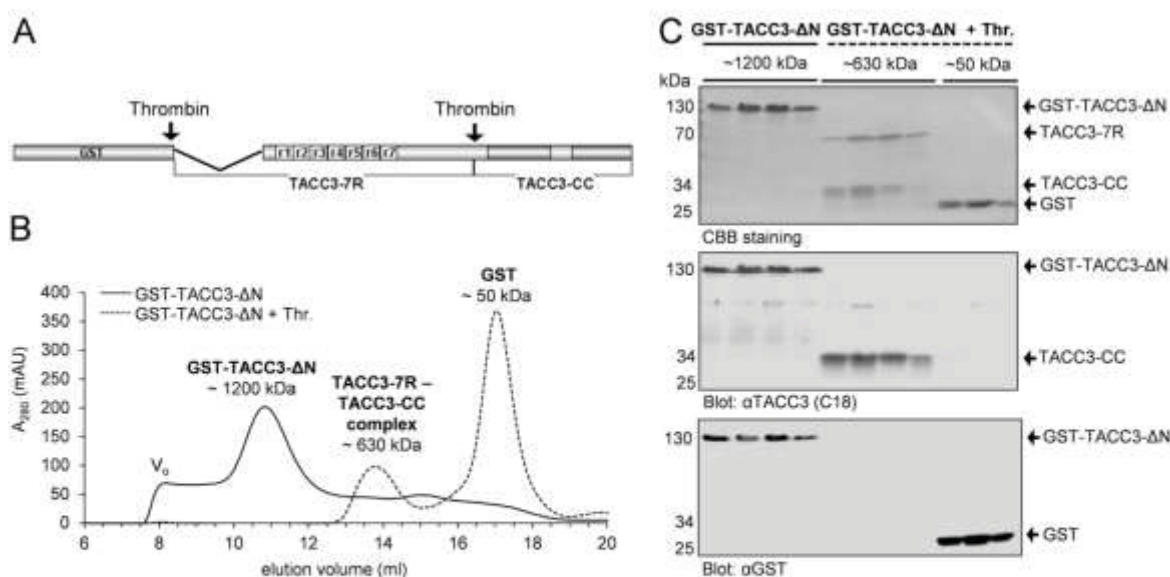 A
Thrombin
Thrombin
GST
r1 r2 r3 r4 r5 r6 r7
TACC3-7R
TACC3-CC
B
GST-TACC3-ΔN
GST-TACC3-ΔN + Thr.
GST
~ 50 kDa
GST-TACC3-ΔN
~ 1200 kDa
TACC3-7R –
TACC3-CC
complex
~ 630 kDa
V₀
A₂₈₀ (mAU)
400
350
300
250
200
150
100
50
0
6 8 10 12 14 16 18 20
elution volume (ml)
C
GST-TACC3-ΔN GST-TACC3-ΔN + Thr.
~1200 kDa ~630 kDa ~50 kDa
kDa
130
70
34
25
GST-TACC3-ΔN
TACC3-7R
TACC3-CC
GST
CBB staining
130
34
25
GST-TACC3-ΔN
TACC3-CC
Blot: αTACC3 (C18)
130
34
25
GST-TACC3-ΔN
GST
Blot: αGST